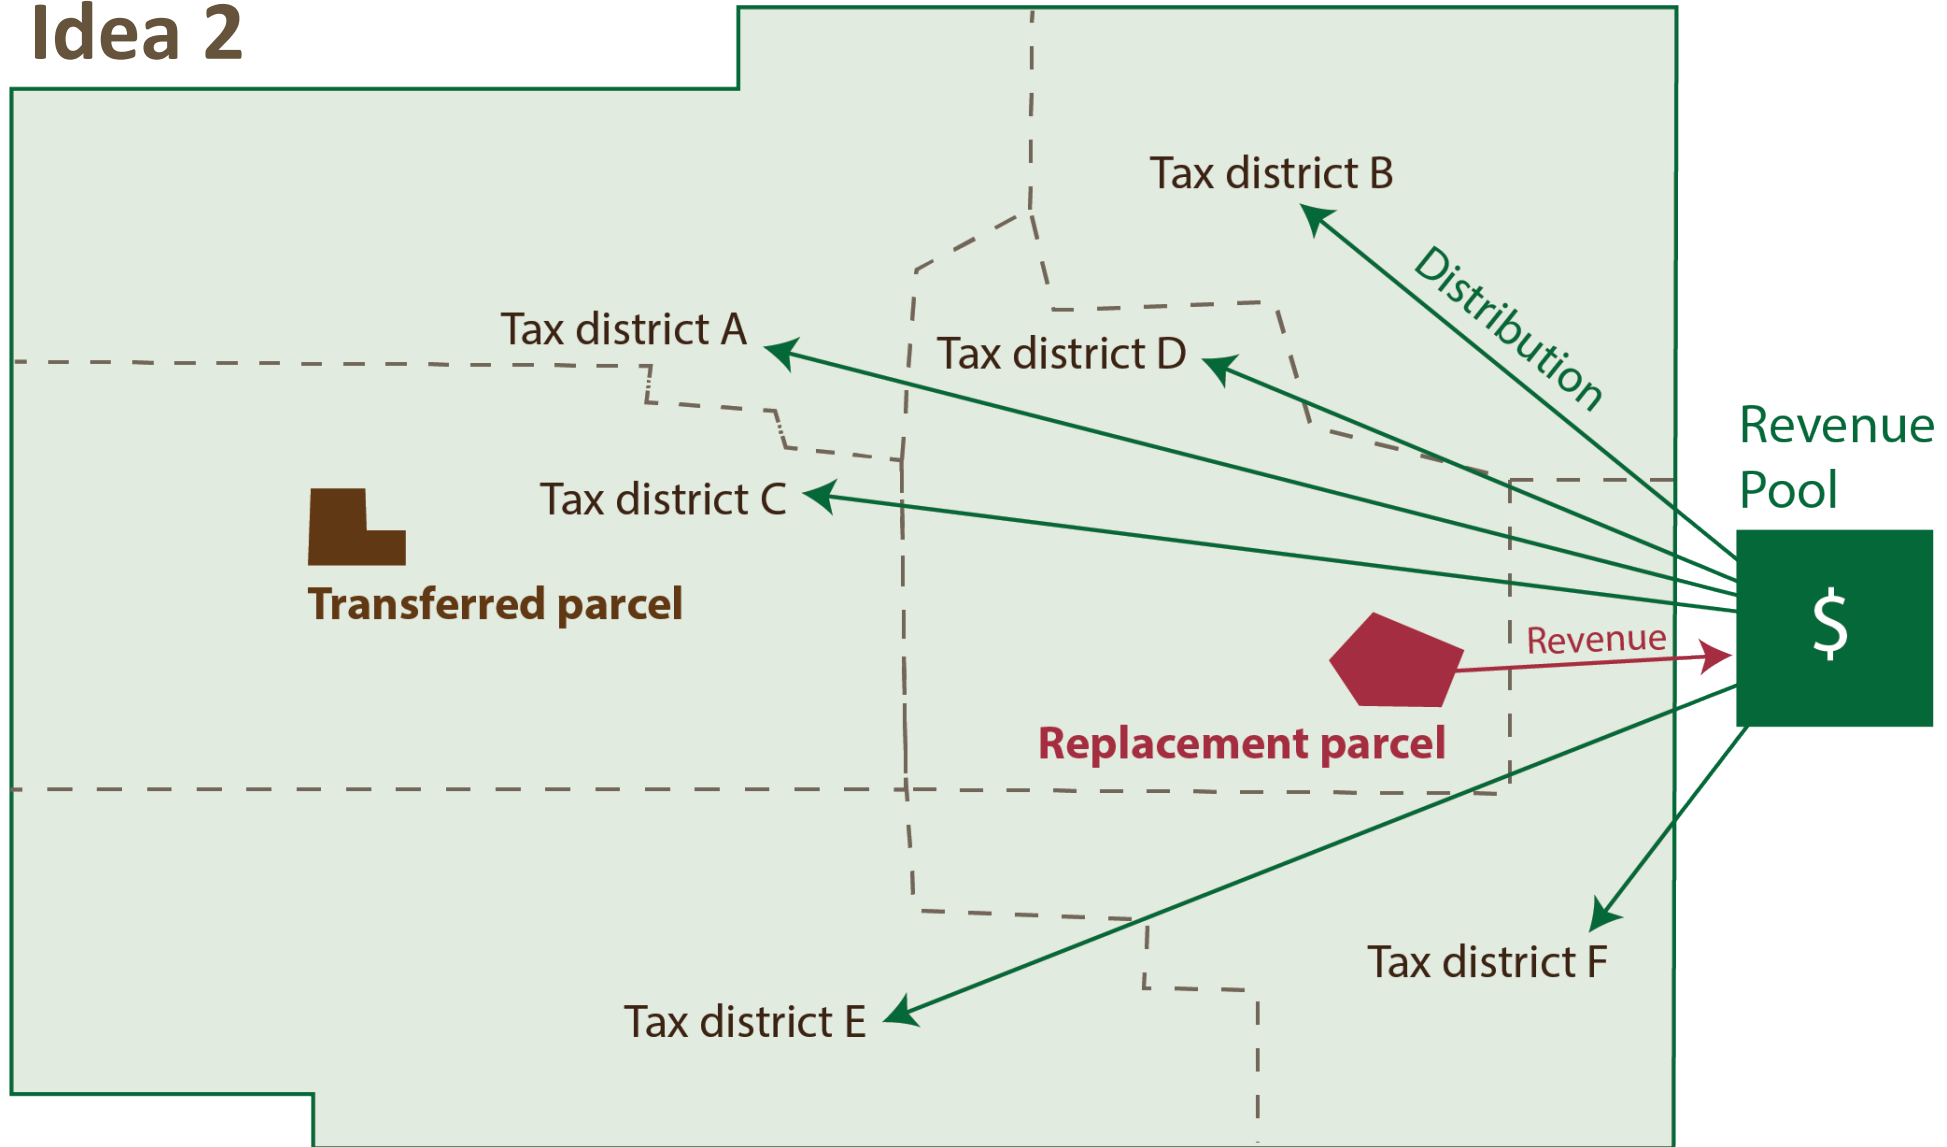 Idea 2
Tax district B
Distribution
Tax district A
Tax district D
Revenue
Pool
Tax district C
$
Transferred parcel
Revenue
Replacement parcel
Tax district F
Tax district E